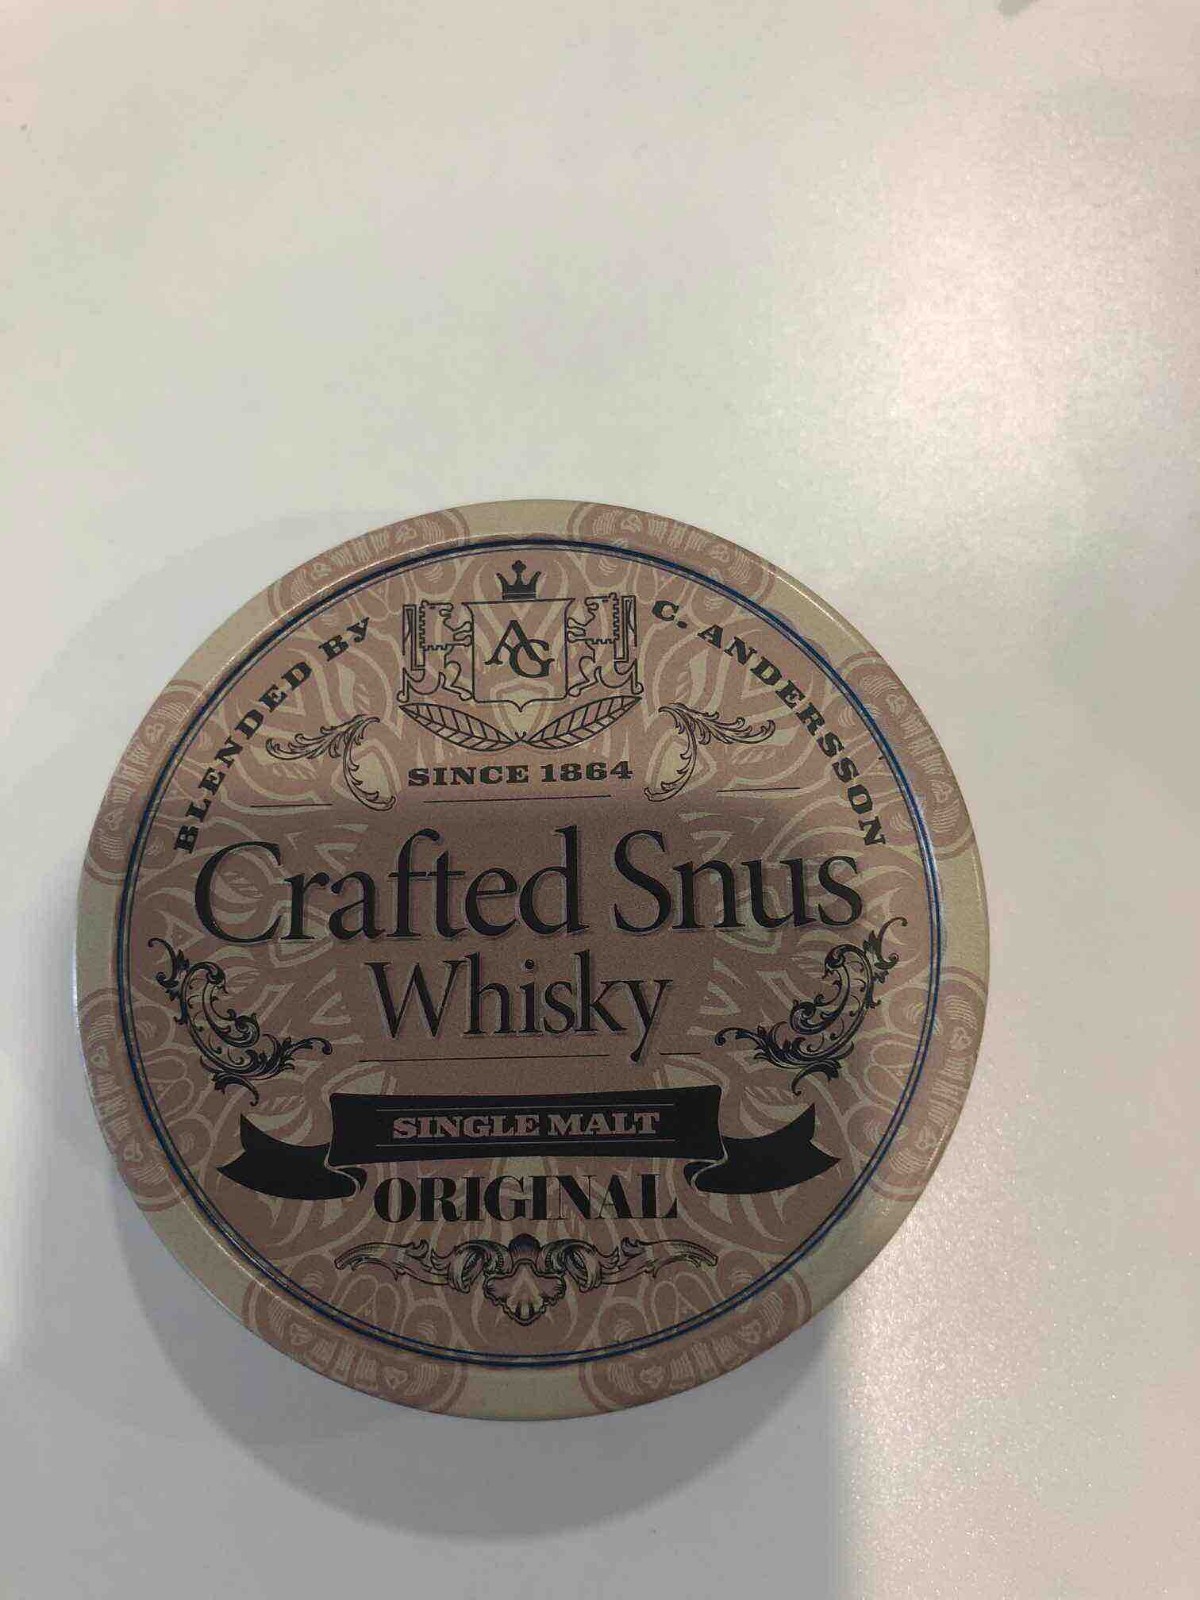 BLENDED By C. ANDERSSON
AG
SINCE 1864
Crafted Snus
Whisky
SINGLE MALT
ORIGINAL